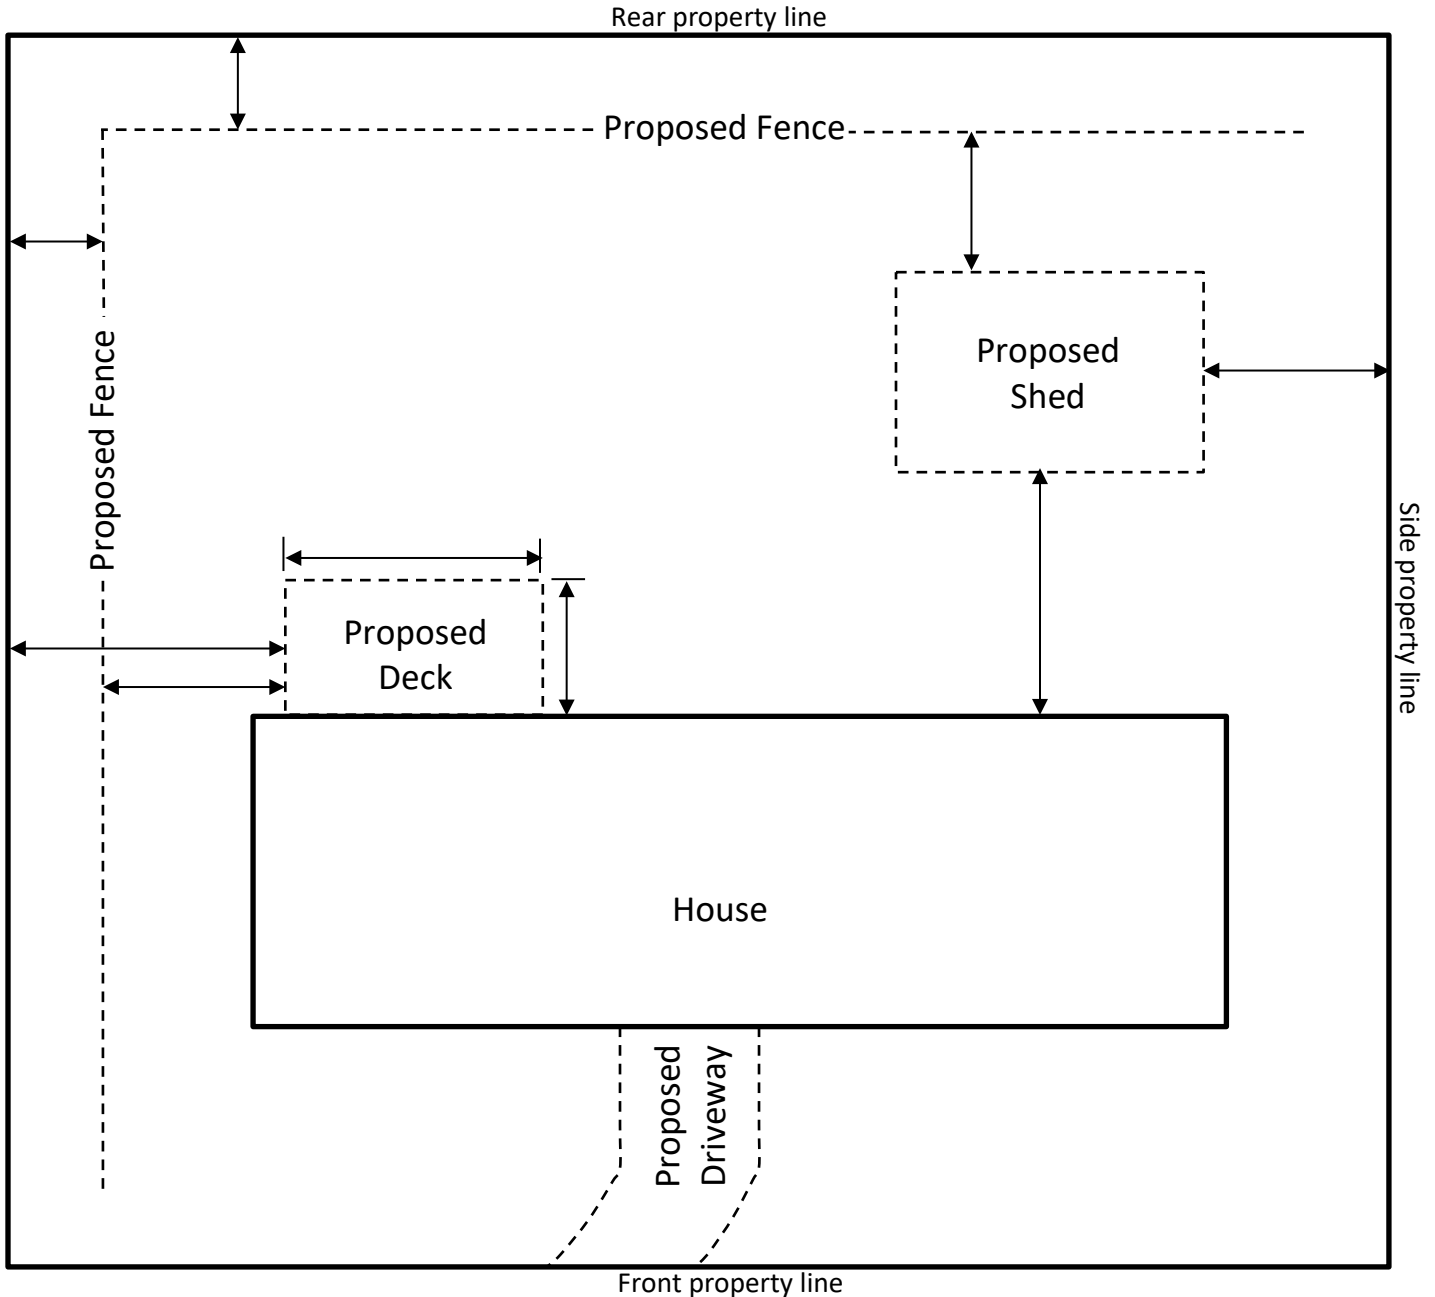 Rear property line
Proposed Fence
Proposed Fence
Proposed
Shed
Side property line
Proposed
Deck
House
Proposed
Driveway
Front property line